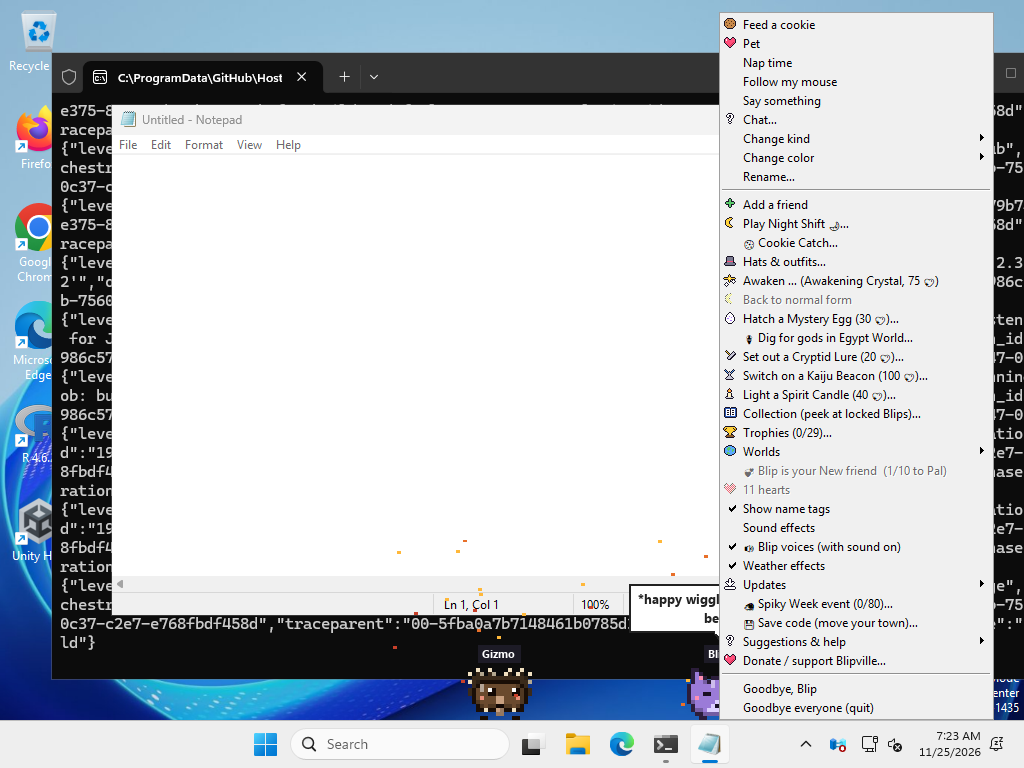 Recycle
Firefo
Googl
Chrom
Micros
Edge
R 4.6.
Unity H
C:\ProgramData\GitHub\Host
Untitled - Notepad
File Edit Format View Help
Ln 1, Col 1
100%
0c37-c2e7-e768fbdf458d","traceparent":"00-5fba0a7b7148461b0785d
ld"}
*happy wiggl
be
Gizmo
Bl
Feed a cookie
Pet
Nap time
Follow my mouse
Say something
Chat...
Change kind
Change color
Rename...
Add a friend
Play Night Shift 🌙...
Cookie Catch...
Hats & outfits...
Awaken ... (Awakening Crystal, 75 🍪)
Back to normal form
Hatch a Mystery Egg (30 🍪)...
Dig for gods in Egypt World...
Set out a Cryptid Lure (20 🍪)...
Switch on a Kaiju Beacon (100 🍪)...
Light a Spirit Candle (40 🍪)...
Collection (peek at locked Blips)...
Trophies (0/29)...
Worlds
Blip is your New friend (1/10 to Pal)
11 hearts
Show name tags
Sound effects
Blip voices (with sound on)
Weather effects
Updates
Spiky Week event (0/80)...
Save code (move your town)...
Suggestions & help
Donate / support Blipville...
Goodbye, Blip
Goodbye everyone (quit)
Search
7:23 AM
11/25/2026